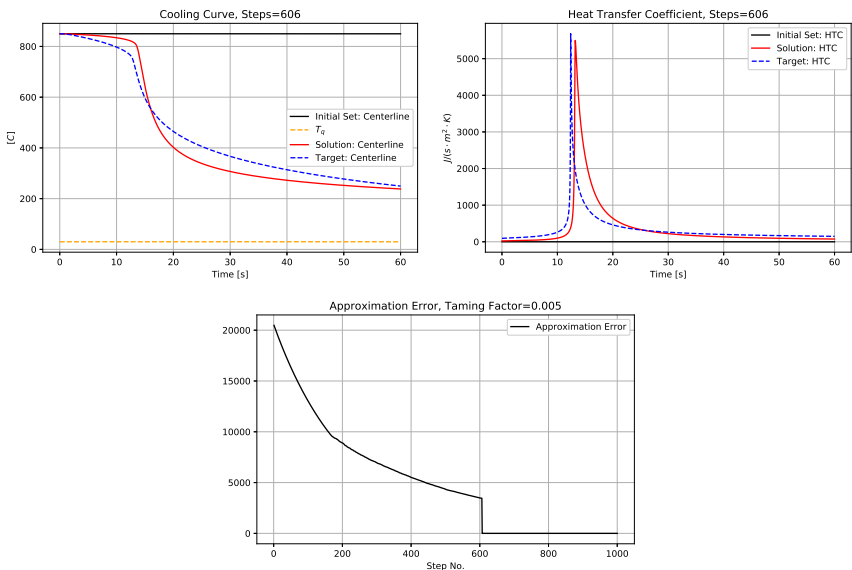 Cooling Curve, Steps=606
800
600
400
200
0
[C]
0 10 20 30 40 50 60
Time [s]
Initial Set: Centerline
T_q
Solution: Centerline
Target: Centerline
Heat Transfer Coefficient, Steps=606
5000
4000
3000
2000
1000
0
J/(s · m² · K)
0 10 20 30 40 50 60
Time [s]
Initial Set: HTC
Solution: HTC
Target: HTC
Approximation Error, Taming Factor=0.005
20000
15000
10000
5000
0
0 200 400 600 800 1000
Step No.
Approximation Error